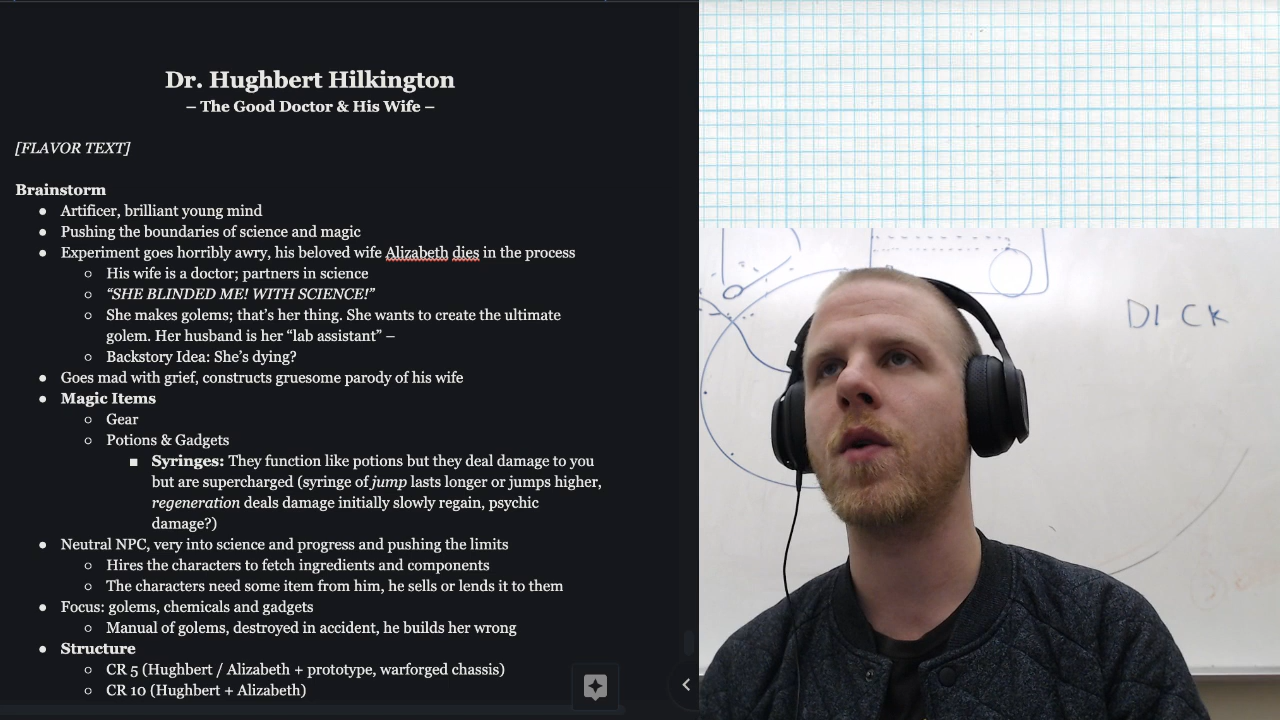 Dr. Hughbert Hilkington
– The Good Doctor & His Wife –
[FLAVOR TEXT]
Brainstorm
● Artificer, brilliant young mind
● Pushing the boundaries of science and magic
● Experiment goes horribly awry, his beloved wife Alizabeth dies in the process
○ His wife is a doctor; partners in science
○ “SHE BLINDED ME! WITH SCIENCE!”
○ She makes golems; that’s her thing. She wants to create the ultimate
golem. Her husband is her “lab assistant” –
○ Backstory Idea: She’s dying?
● Goes mad with grief, constructs gruesome parody of his wife
● Magic Items
○ Gear
○ Potions & Gadgets
■ Syringes: They function like potions but they deal damage to you
but are supercharged (syringe of jump lasts longer or jumps higher,
regeneration deals damage initially slowly regain, psychic
damage?)
● Neutral NPC, very into science and progress and pushing the limits
○ Hires the characters to fetch ingredients and components
○ The characters need some item from him, he sells or lends it to them
● Focus: golems, chemicals and gadgets
○ Manual of golems, destroyed in accident, he builds her wrong
● Structure
○ CR 5 (Hughbert / Alizabeth + prototype, warforged chassis)
○ CR 10 (Hughbert + Alizabeth)
DICK